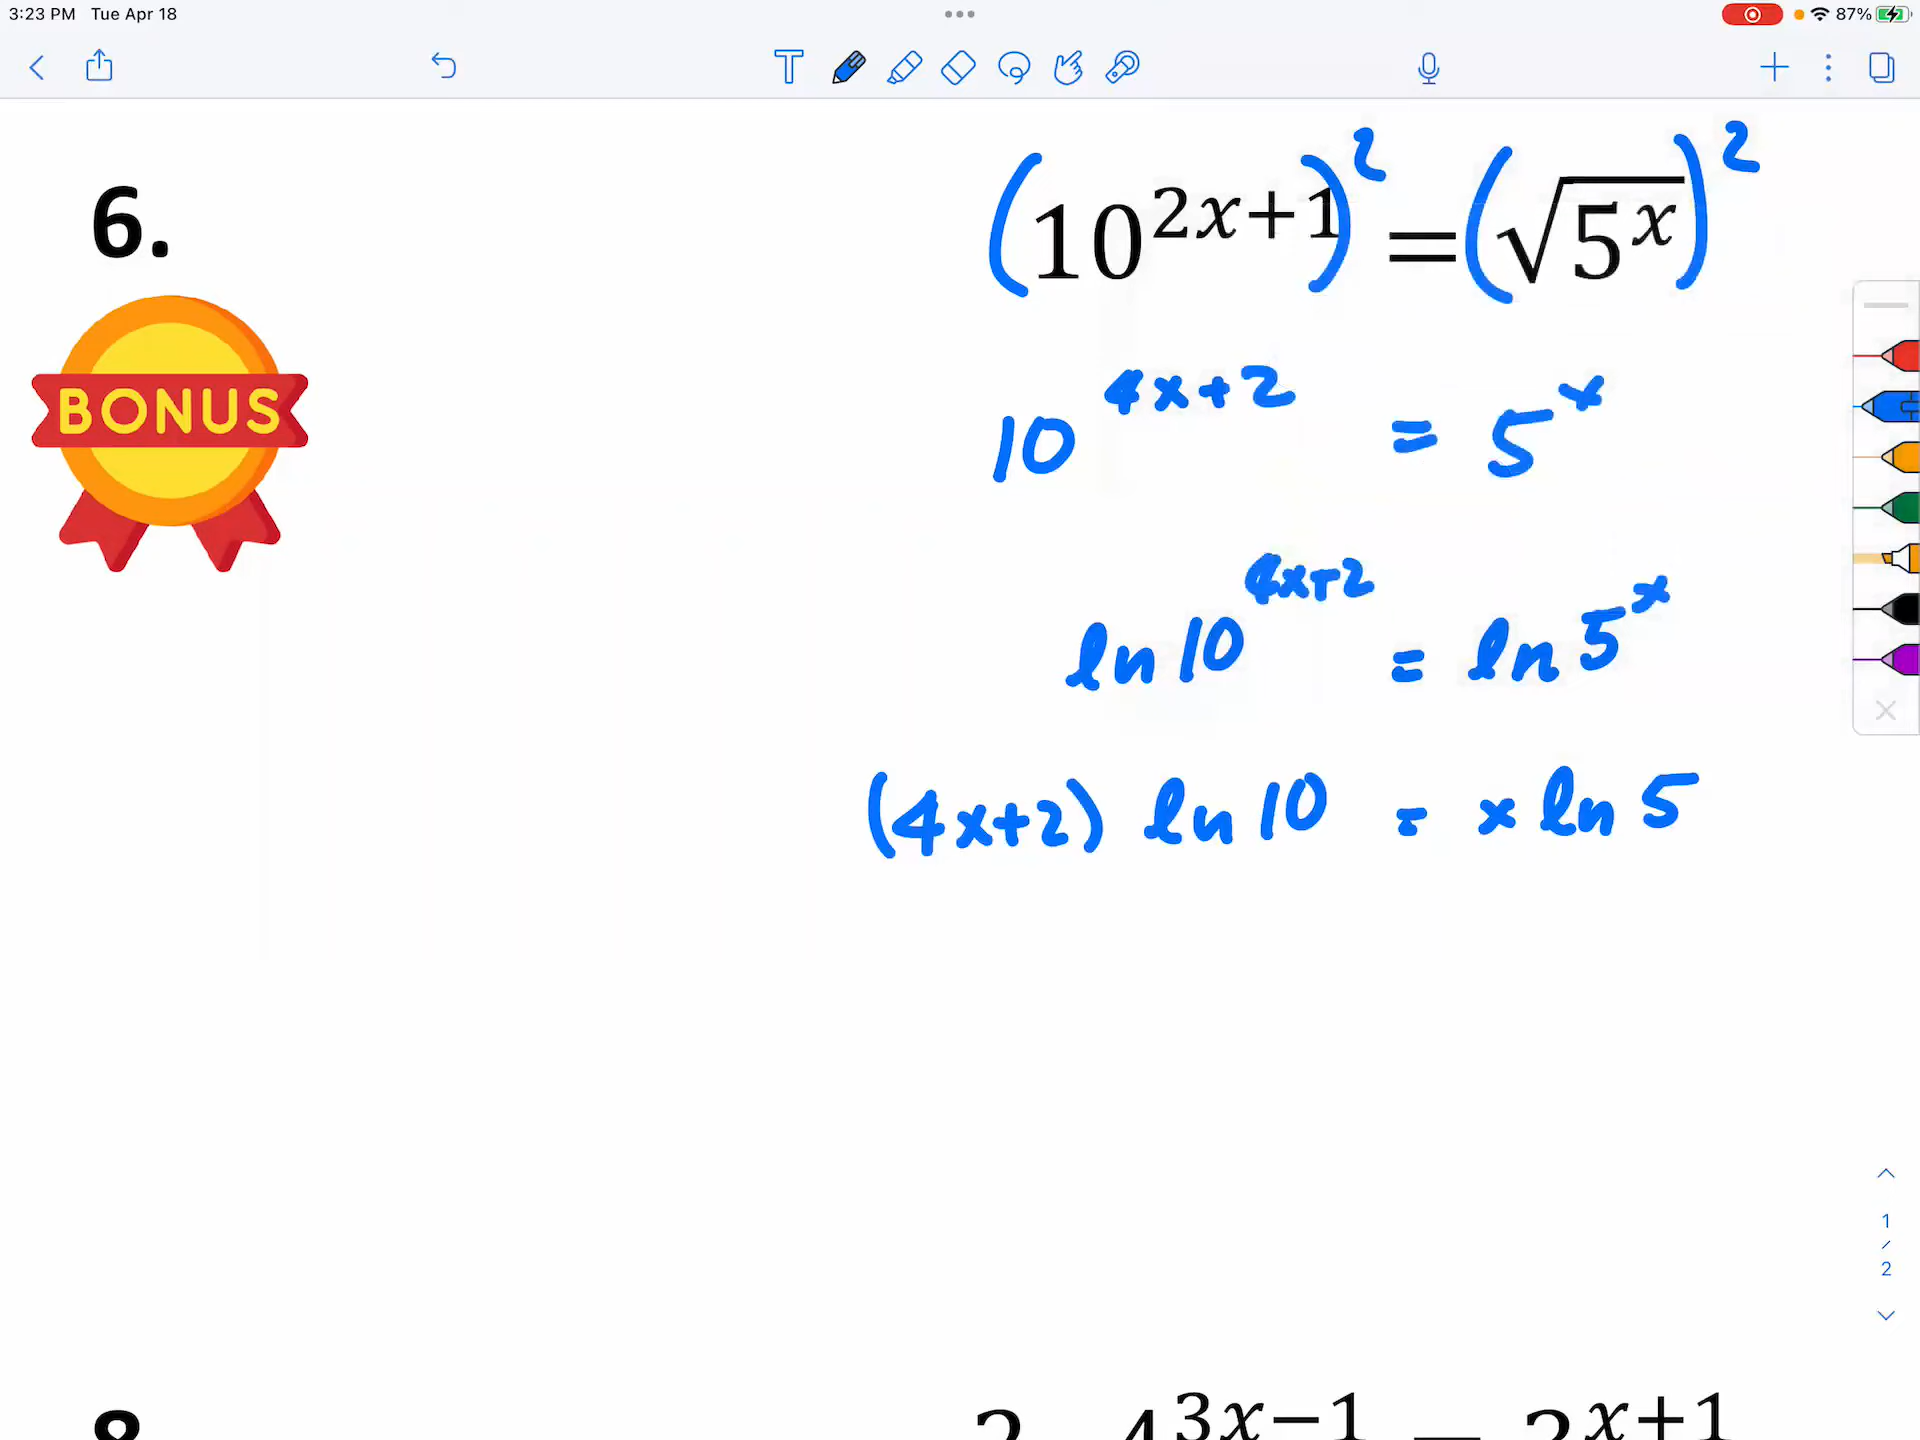 3:23 PM Tue Apr 18
87%
T
6.
(10^{2x+1})^2 = (√5^x)^2
BONUS
10^{4x+2} = 5^x
ln 10^{4x+2} = ln 5^x
(4x+2) ln 10 = x ln 5
1
/
2